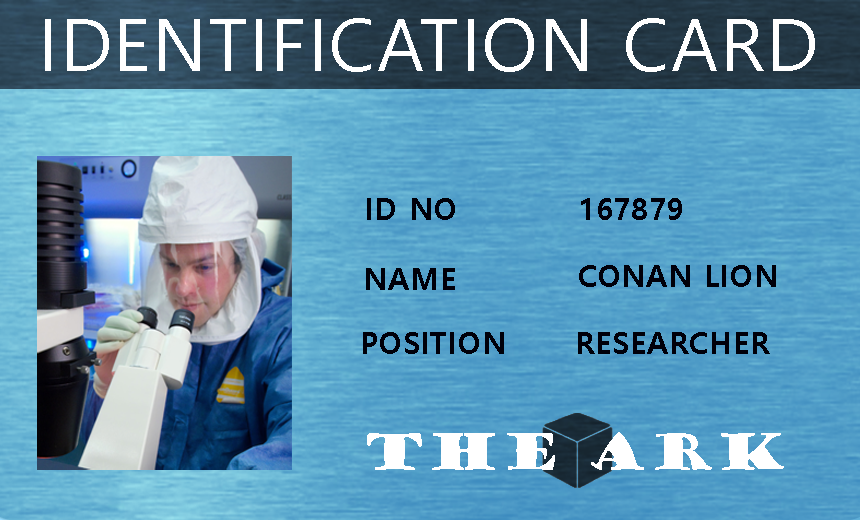 IDENTIFICATION CARD
ID NO 167879
NAME CONAN LION
POSITION RESEARCHER
THE ARK